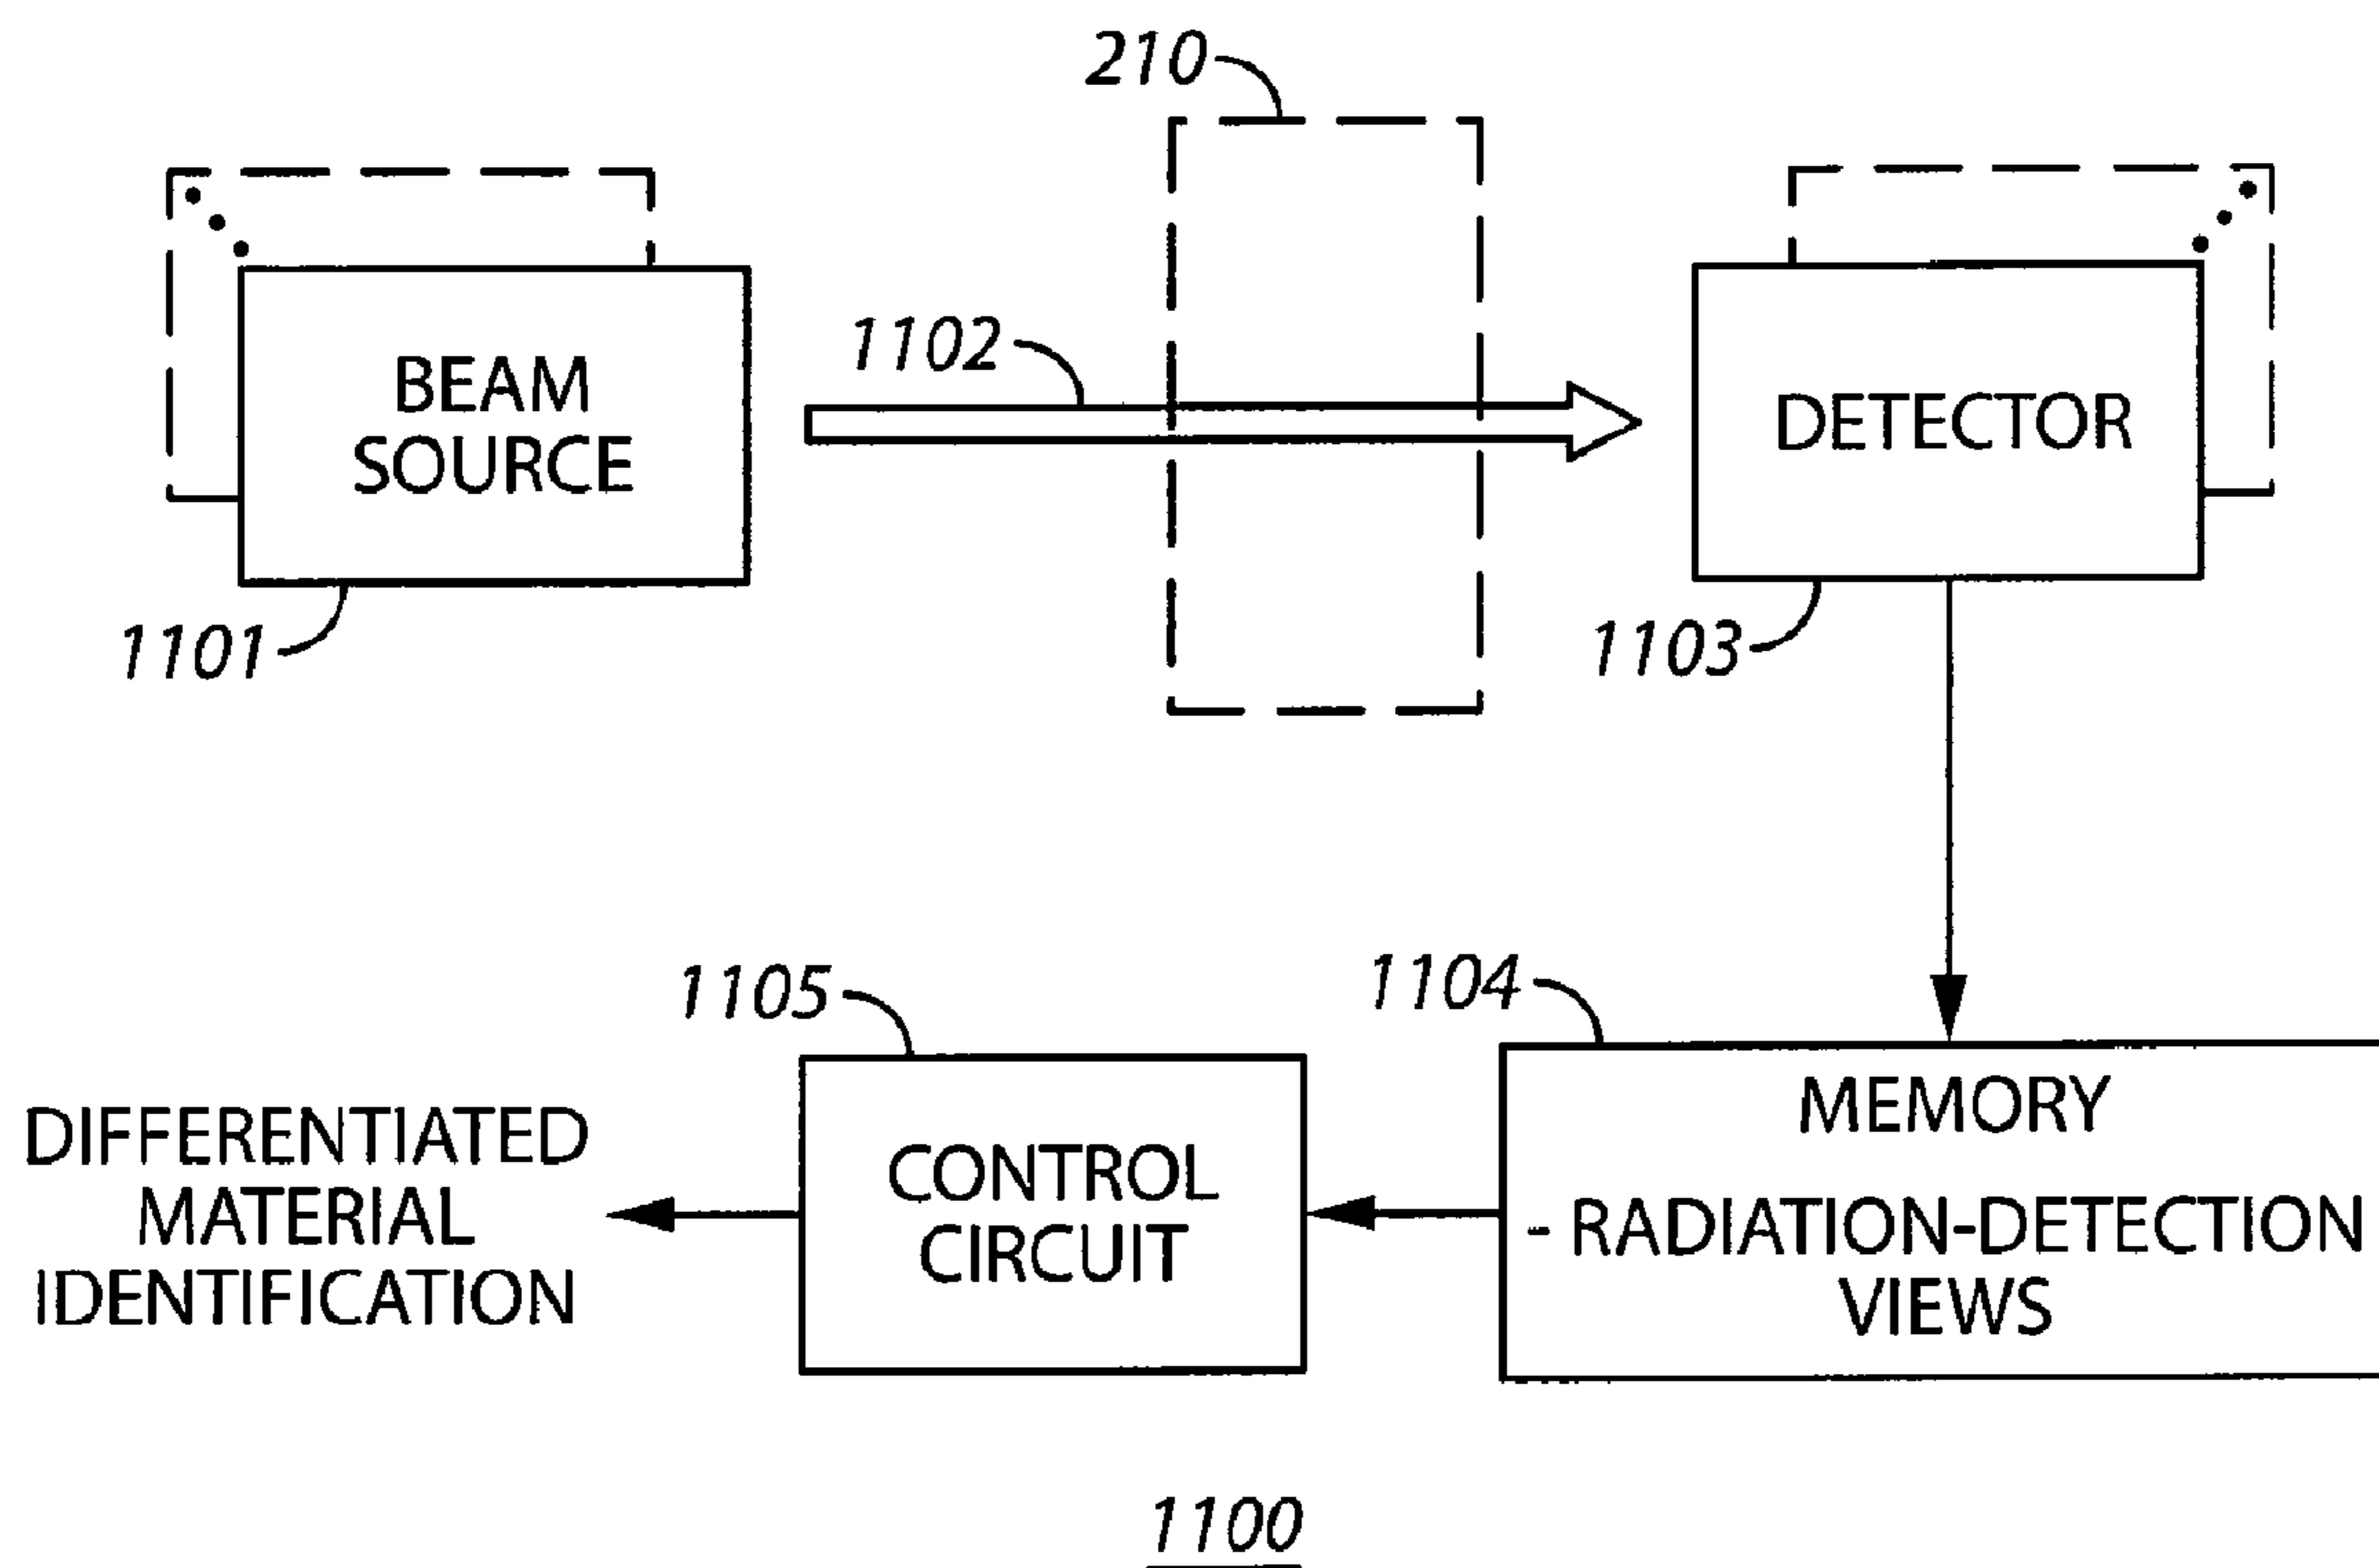 210
1102
BEAM
SOURCE
DETECTOR
1101
1103
1105
1104
DIFFERENTIATED
MATERIAL
IDENTIFICATION
CONTROL
CIRCUIT
MEMORY
- RADIATION-DETECTION
VIEWS
1100